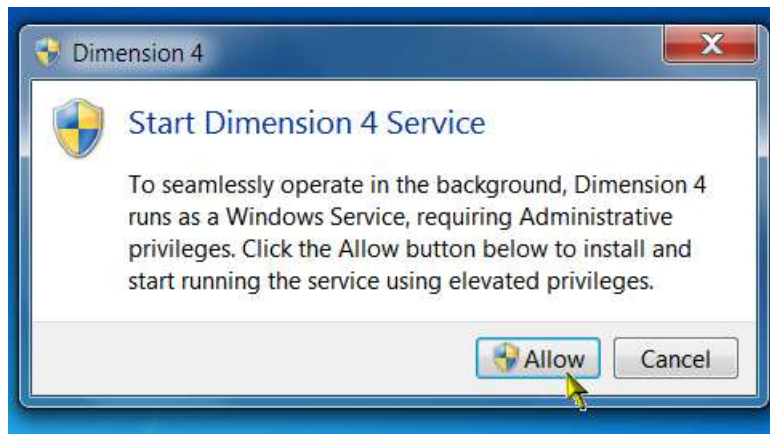 Dimension 4
Start Dimension 4 Service
To seamlessly operate in the background, Dimension 4
runs as a Windows Service, requiring Administrative
privileges. Click the Allow button below to install and
start running the service using elevated privileges.
Allow Cancel